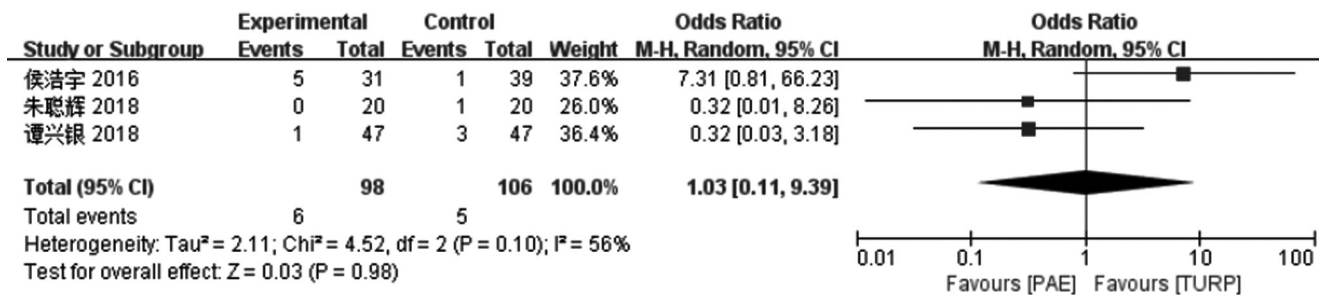 Experimental Control Odds Ratio Odds Ratio
Study or Subgroup Events Total Events Total Weight M-H, Random, 95% CI M-H, Random, 95% CI
侯浩宇 2016 5 31 1 39 37.6% 7.31 [0.81, 66.23]
朱聪辉 2018 0 20 1 20 26.0% 0.32 [0.01, 8.26]
谭兴银 2018 1 47 3 47 36.4% 0.32 [0.03, 3.18]
Total (95% CI) 98 106 100.0% 1.03 [0.11, 9.39]
Total events 6 5
Heterogeneity: Tau² = 2.11; Chi² = 4.52, df = 2 (P = 0.10); I² = 56%
Test for overall effect: Z = 0.03 (P = 0.98)
0.01 0.1 1 10 100
Favours [PAE] Favours [TURP]